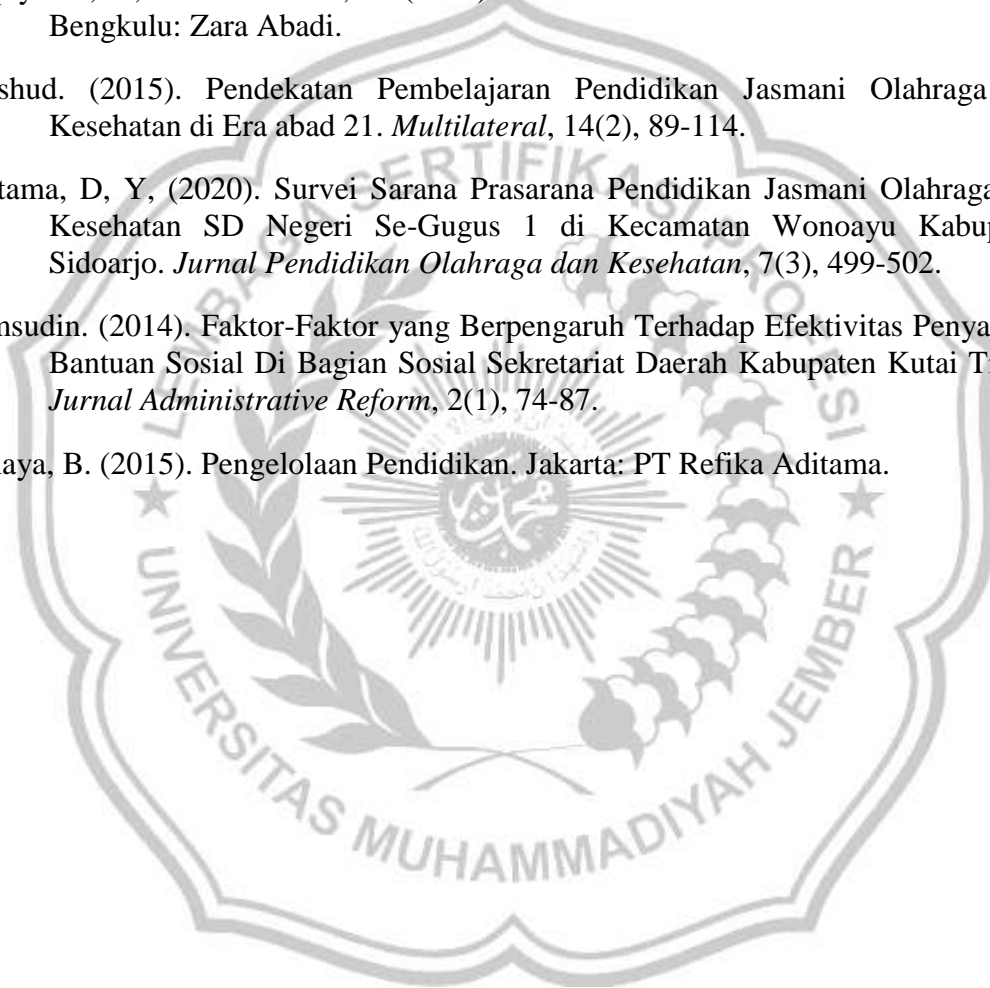 Bengkulu: Zara Abadi.
shud. (2015). Pendekatan Pembelajaran Pendidikan Jasmani Olahraga
Kesehatan di Era abad 21. Multilateral, 14(2), 89-114.
tama, D, Y, (2020). Survei Sarana Prasarana Pendidikan Jasmani Olahraga
Kesehatan SD Negeri Se-Gugus 1 di Kecamatan Wonoayu Kabup
Sidoarjo. Jurnal Pendidikan Olahraga dan Kesehatan, 7(3), 499-502.
nsudin. (2014). Faktor-Faktor yang Berpengaruh Terhadap Efektivitas Penya
Bantuan Sosial Di Bagian Sosial Sekretariat Daerah Kabupaten Kutai T
Jurnal Administrative Reform, 2(1), 74-87.
aya, B. (2015). Pengelolaan Pendidikan. Jakarta: PT Refika Aditama.
LEMBAGA SERTIFIKASI PROFESI
UNIVERSITAS MUHAMMADIYAH JEMBER